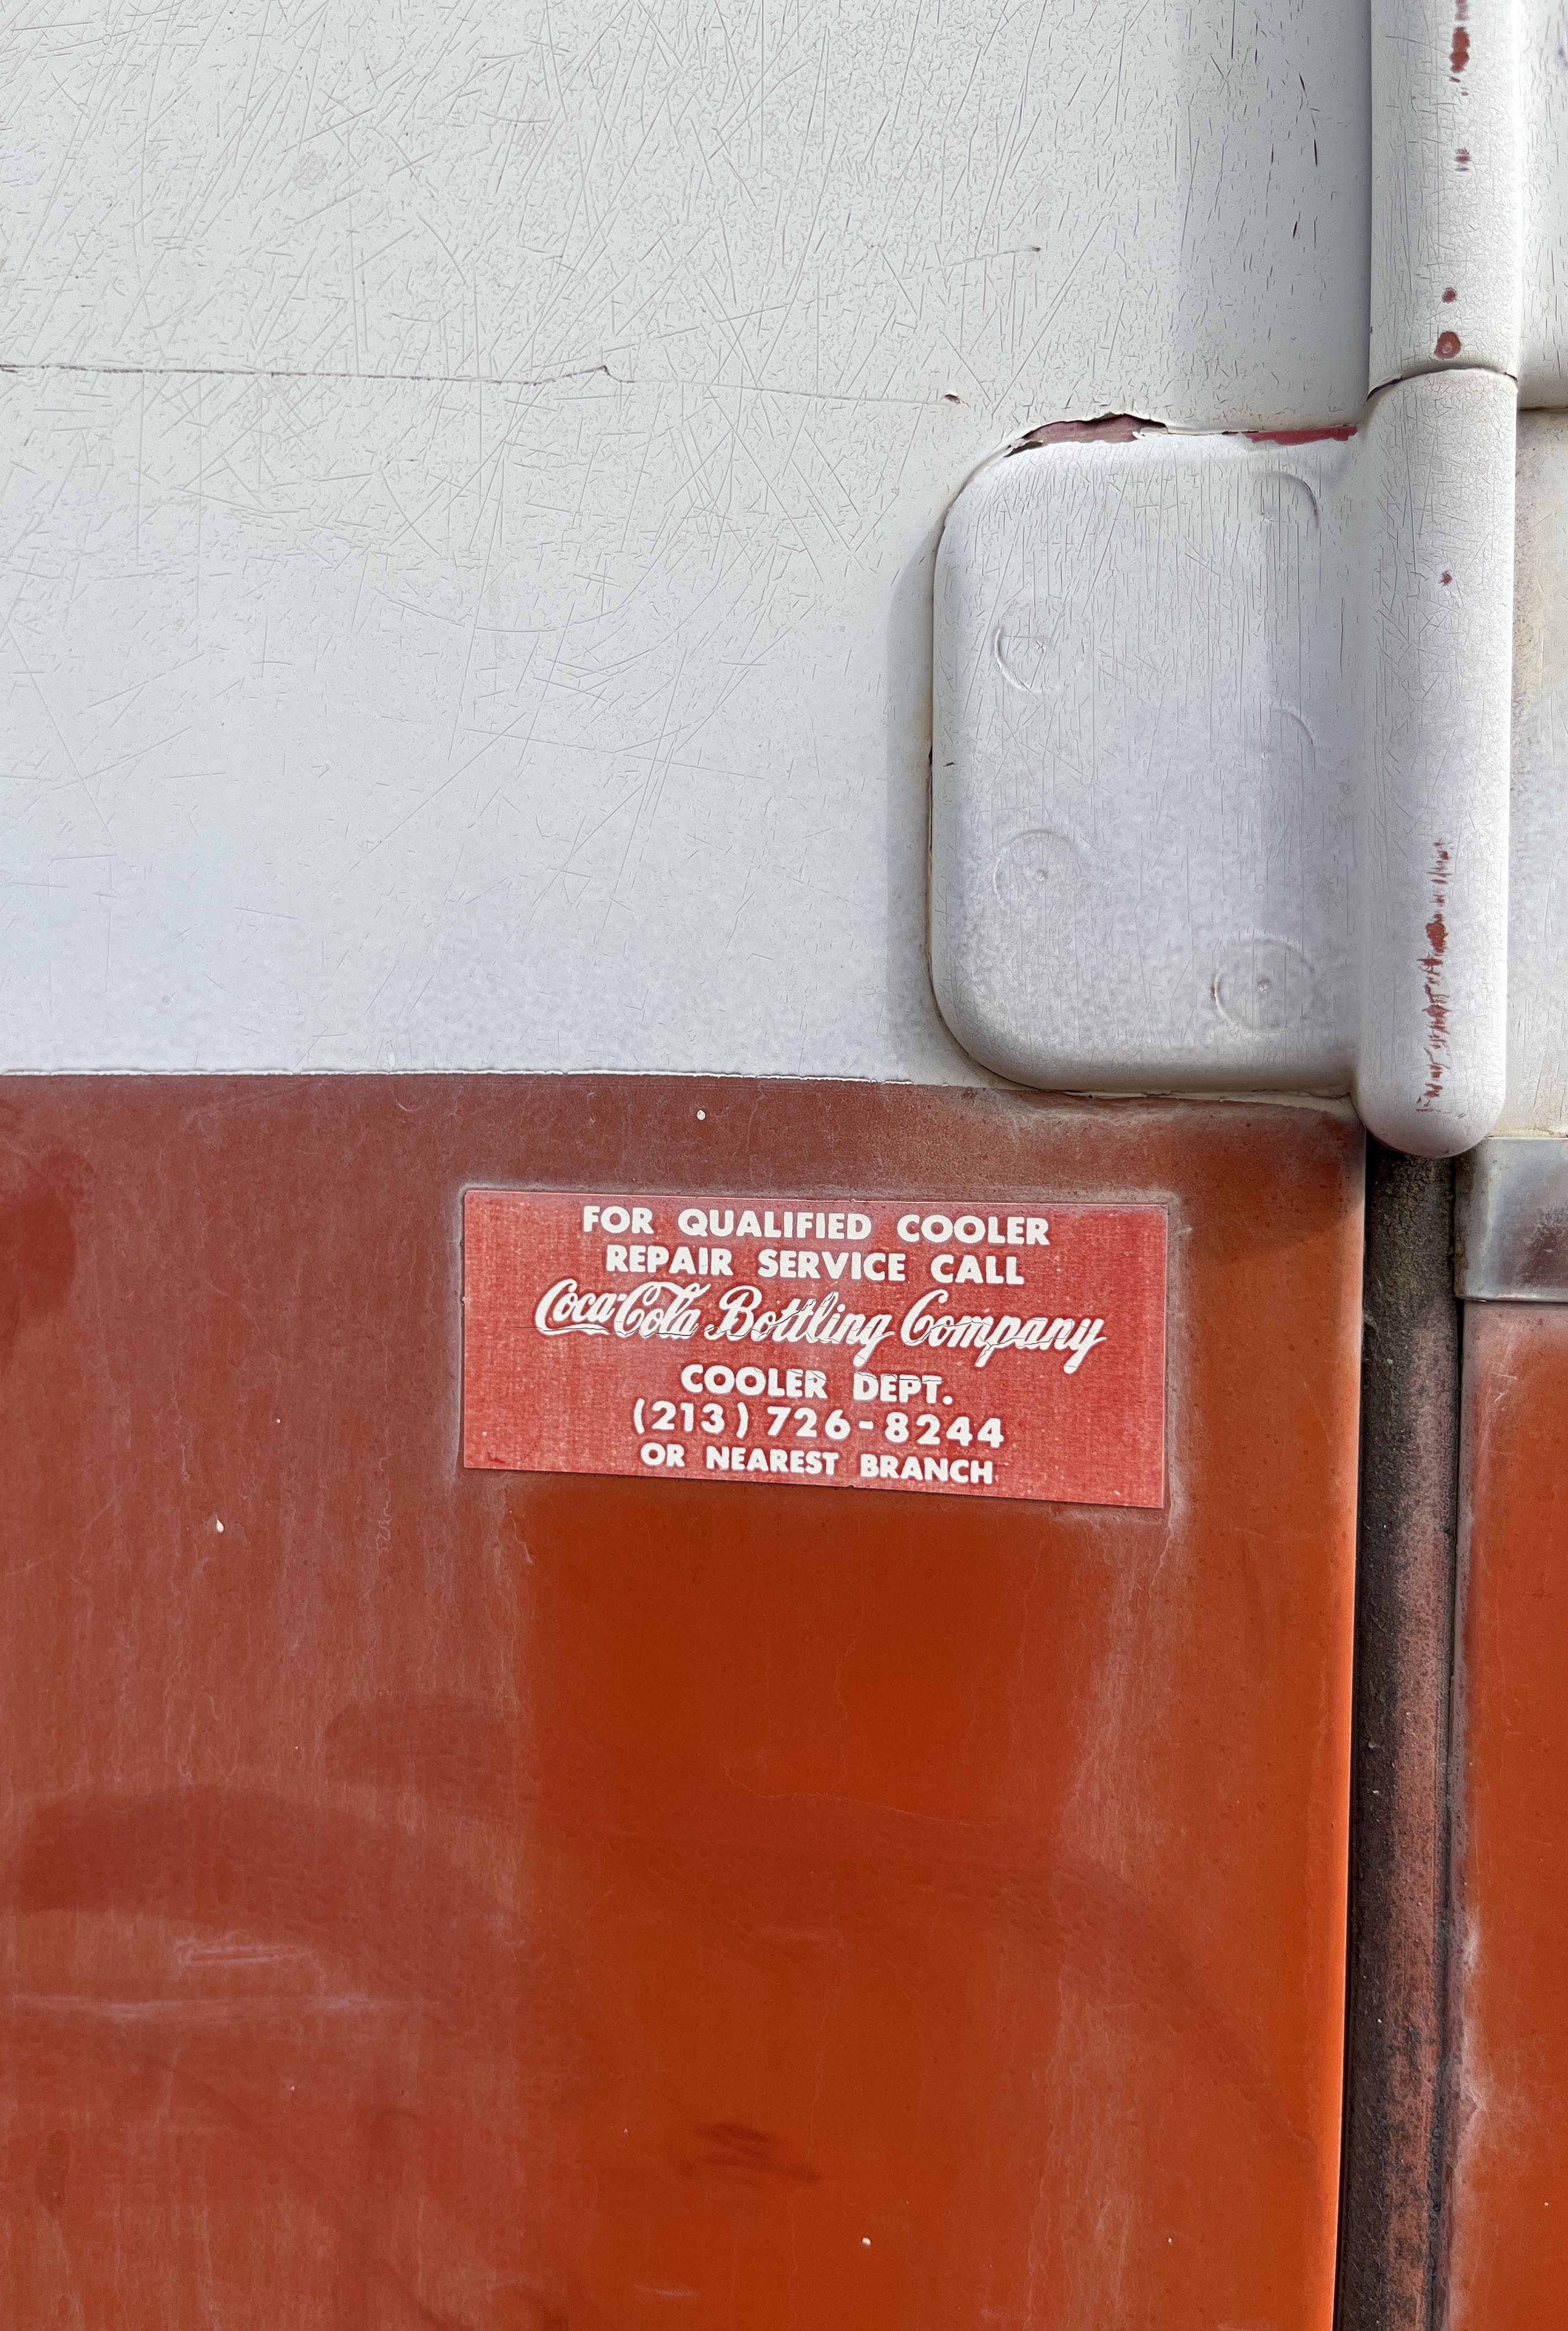 FOR QUALIFIED COOLER
REPAIR SERVICE CALL
Coca-Cola Bottling Company
COOLER DEPT.
(213) 726-8244
OR NEAREST BRANCH